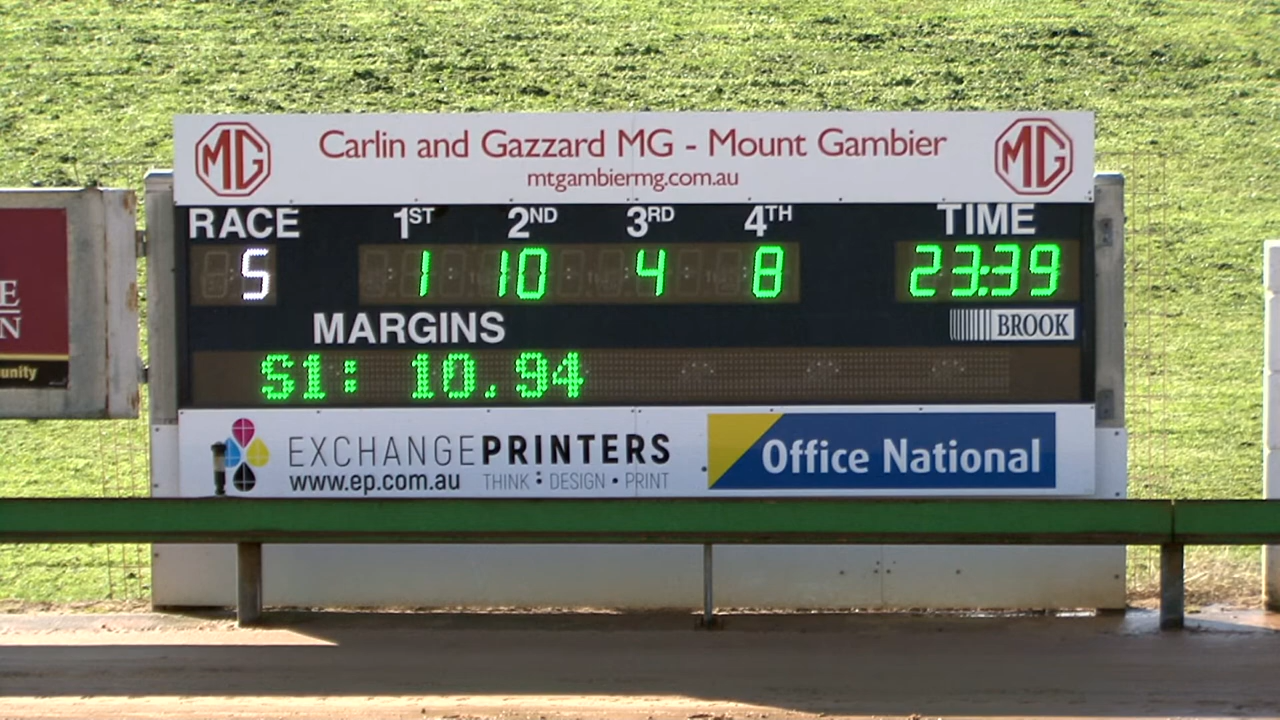 MG Carlin and Gazzard MG - Mount Gambier MG
mtgambiermg.com.au
RACE 1ST 2ND 3RD 4TH TIME
5 1 10 4 8 23:39
MARGINS BROOK
S1: 10.94
EXCHANGEPRINTERS
www.ep.com.au THINK : DESIGN • PRINT
Office National
E
N
unity